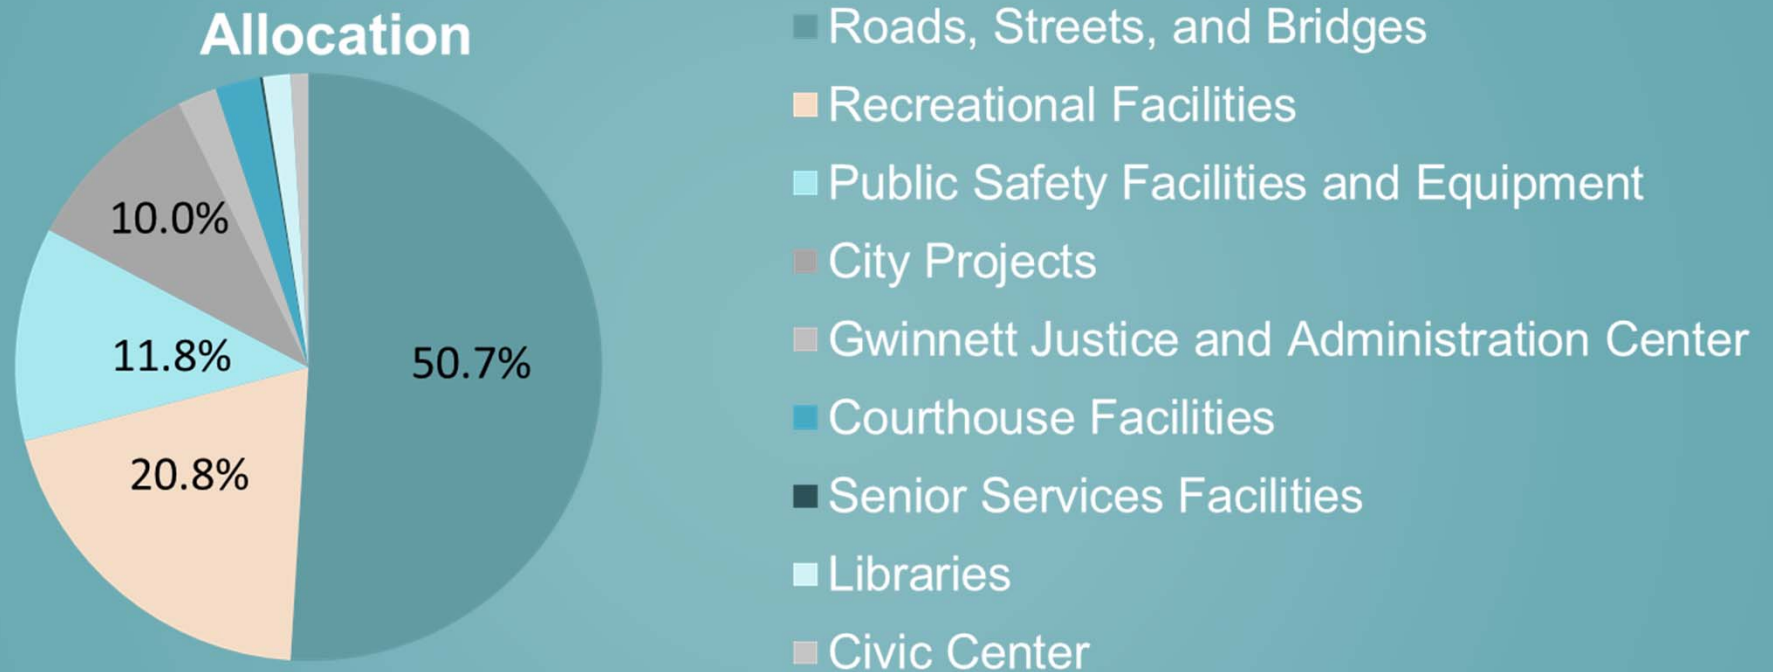 Allocation
10.0%
11.8%
50.7%
20.8%
Roads, Streets, and Bridges
Recreational Facilities
Public Safety Facilities and Equipment
City Projects
Gwinnett Justice and Administration Center
Courthouse Facilities
Senior Services Facilities
Libraries
Civic Center